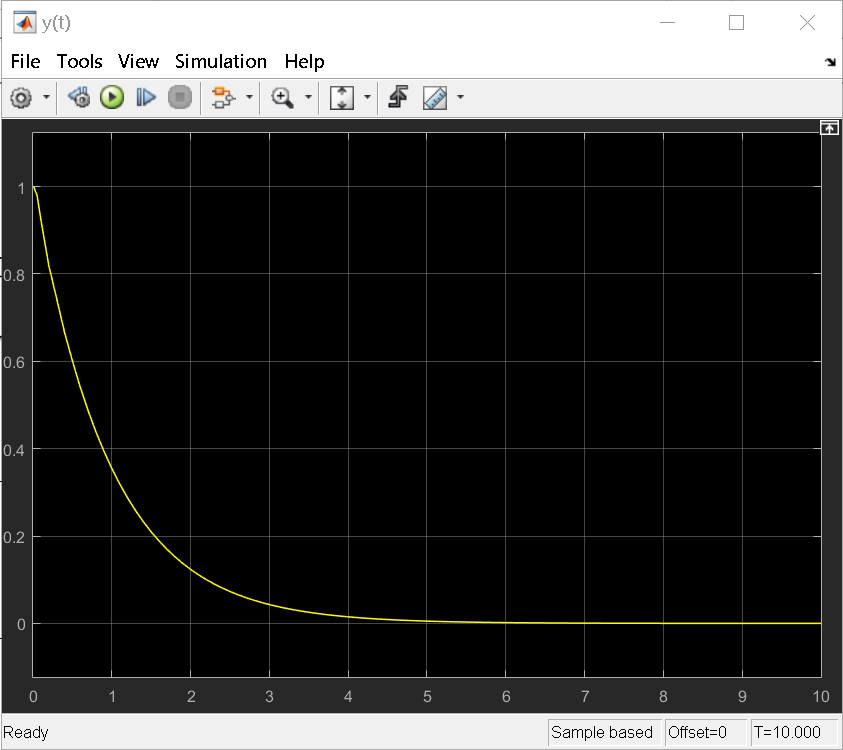 y(t)
File Tools View Simulation Help
1
0.8
0.6
0.4
0.2
0
0 1 2 3 4 5 6 7 8 9 10
Ready Sample based Offset=0 T=10.000